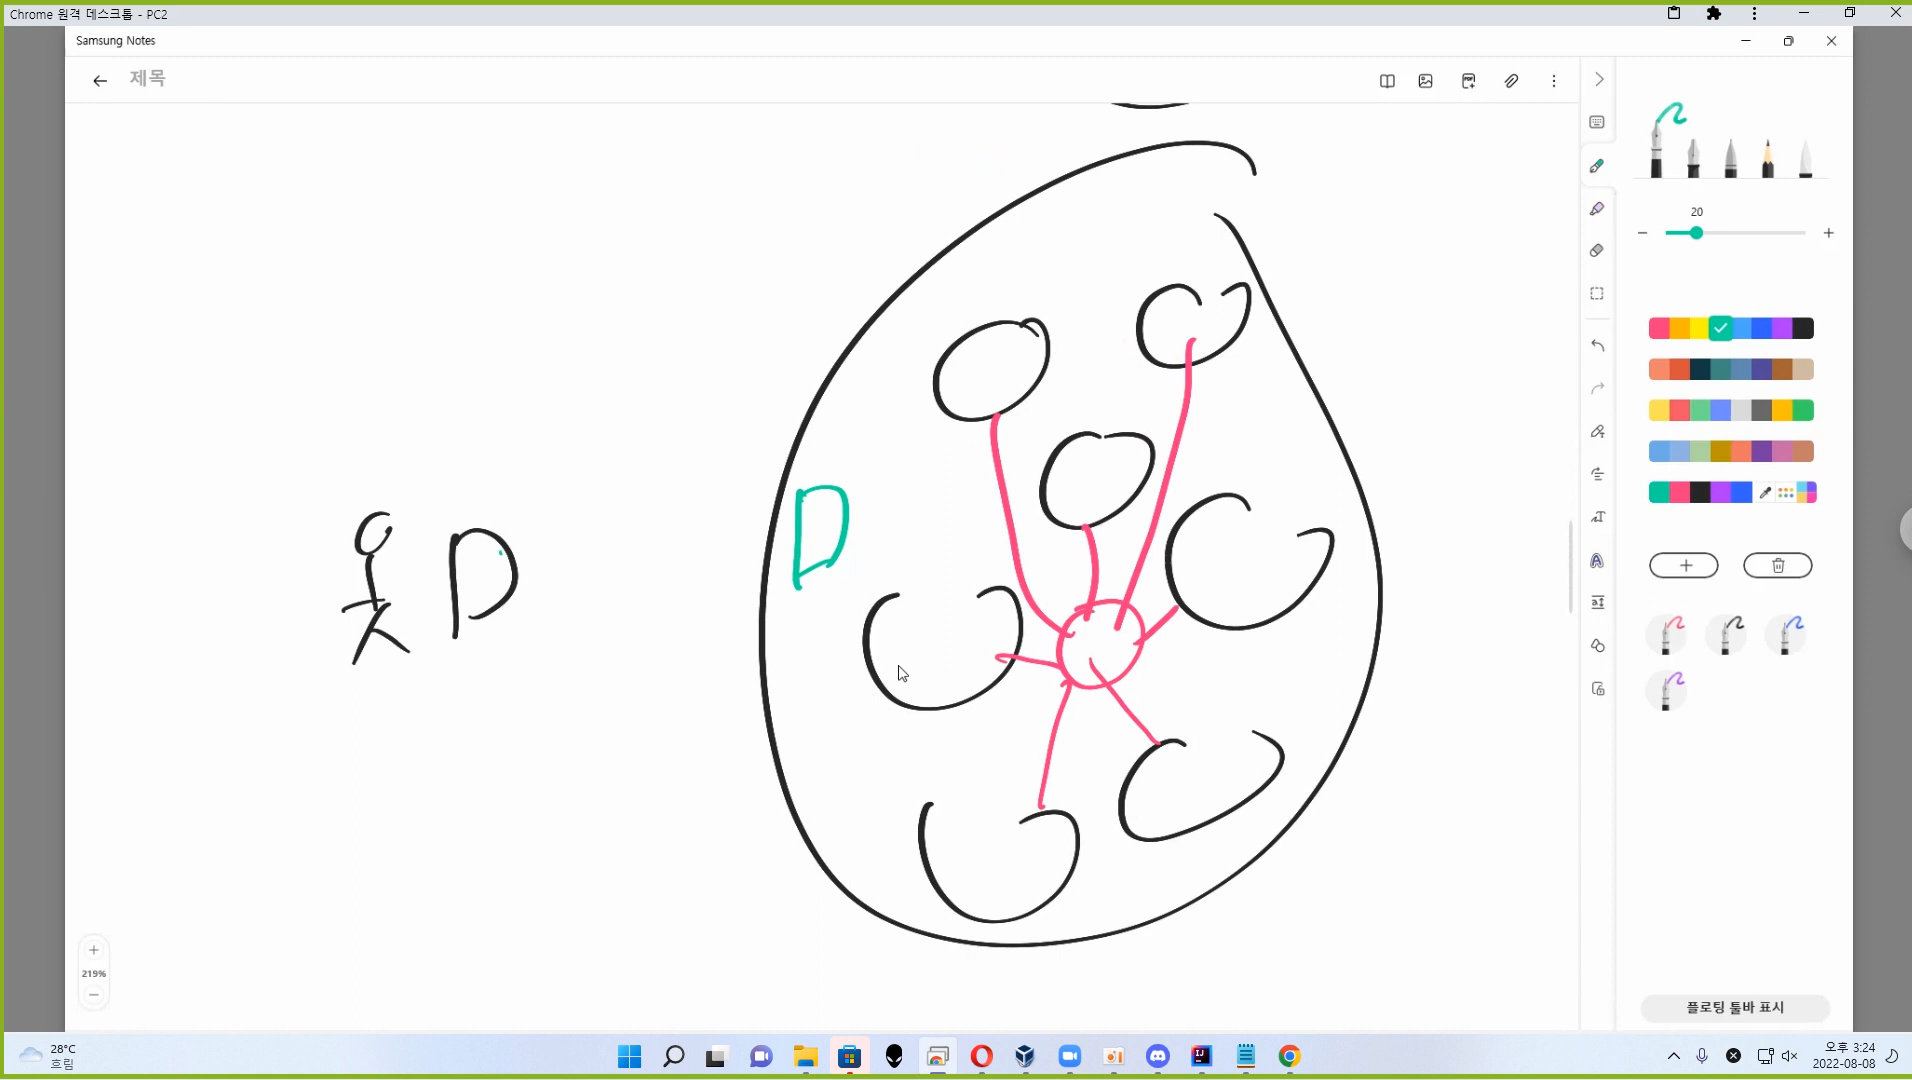 Chrome 원격 데스크톱 - PC2
Samsung Notes
제목
20
D
D
219%
플로팅 툴바 표시
28°C
흐림
오후 3:24
2022-08-08